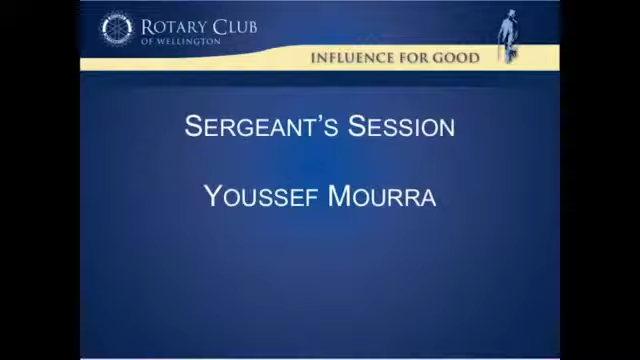 ROTARY CLUB
OF WELLINGTON
INFLUENCE FOR GOOD
SERGEANT'S SESSION
YOUSSEF MOURRA